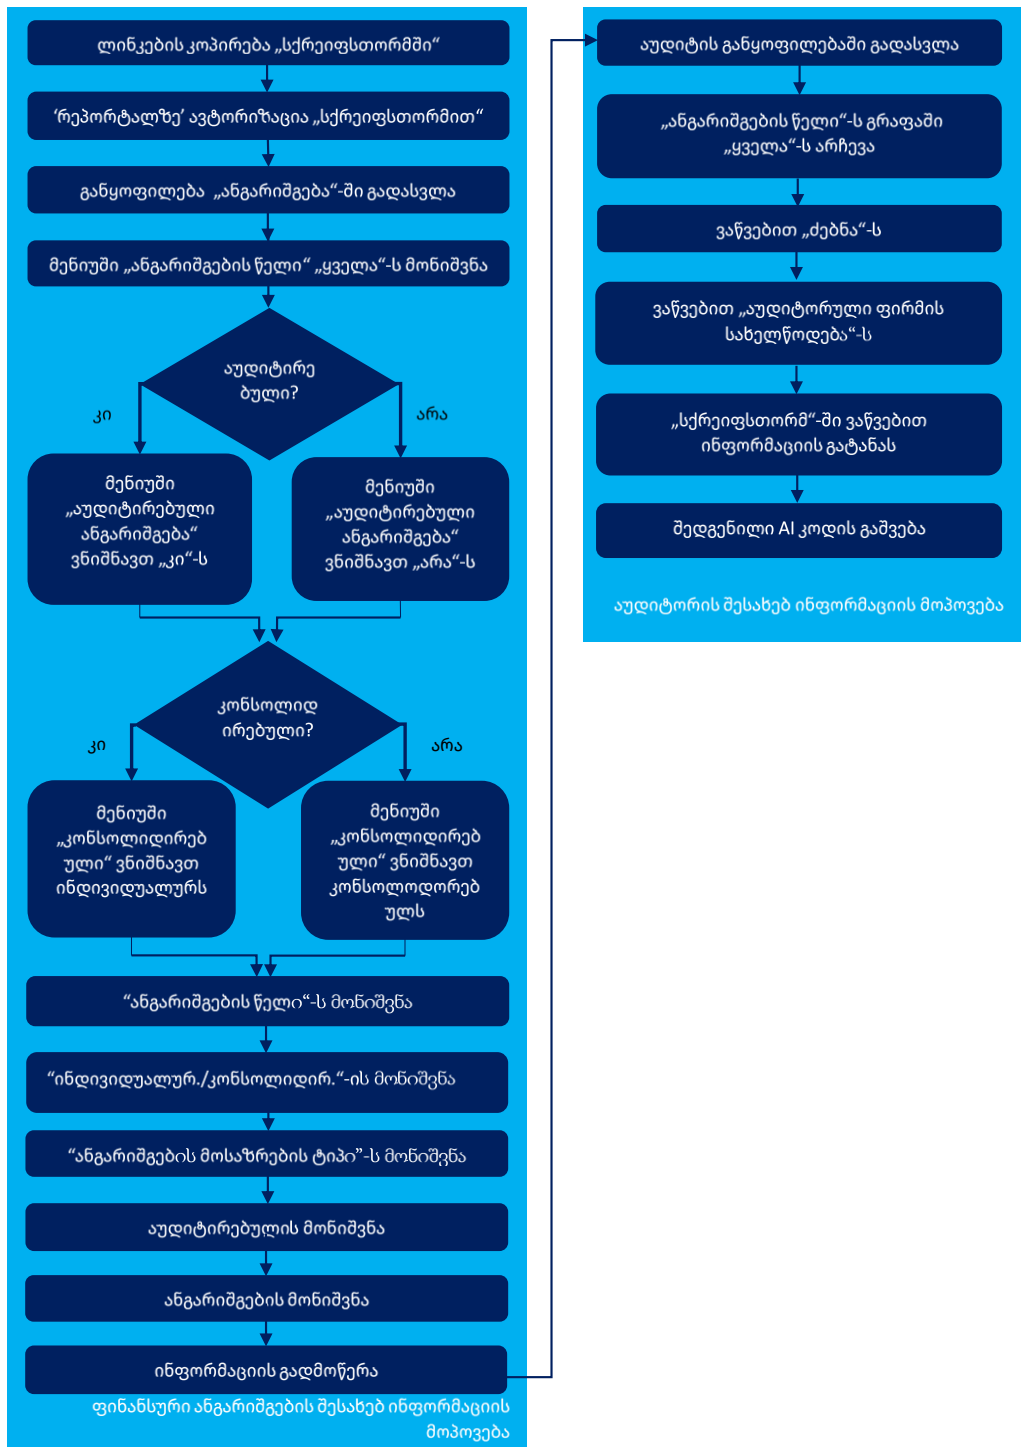 ლინკების კოპირება „სქრეიფსთორმში“
‘რეპორტალზე’ ავტორიზაცია „სქრეიფსთორმით“
განყოფილება „ანგარიშგება“-ში გადასვლა
მენიუში „ანგარიშგების წელი“ „ყველა“-ს მონიშვნა
აუდიტირე
ბული?
კი
არა
მენიუში
„აუდიტირებული
ანგარიშგება“
ვნიშნავთ „კი“-ს
მენიუში
„აუდიტირებული
ანგარიშგება“
ვნიშნავთ „არა“-ს
კონსოლიდ
ირებული?
კი
არა
მენიუში
„კონსოლიდირებ
ული“ ვნიშნავთ
ინდივიდუალურს
მენიუში
„კონსოლიდირებ
ული“ ვნიშნავთ
კონსოლოდორებ
ულს
“ანგარიშგების წელი“-ს მონიშვნა
“ინდივიდუალურ./კონსოლიდირ.“-ის მონიშვნა
“ანგარიშგების მოსაზრების ტიპი”-ს მონიშვნა
აუდიტირებულის მონიშვნა
ანგარიშგების მონიშვნა
ინფორმაციის გადმოწერა
ფინანსური ანგარიშგების შესახებ ინფორმაციის
მოპოვება
აუდიტის განყოფილებაში გადასვლა
„ანგარიშგების წელი“-ს გრაფაში
„ყველა“-ს არჩევა
ვაწვებით „ძებნა“-ს
ვაწვებით „აუდიტორული ფირმის
სახელწოდება“-ს
„სქრეიფსთორმ“-ში ვაწვებით
ინფორმაციის გატანას
შედგენილი AI კოდის გაშვება
აუდიტორის შესახებ ინფორმაციის მოპოვება